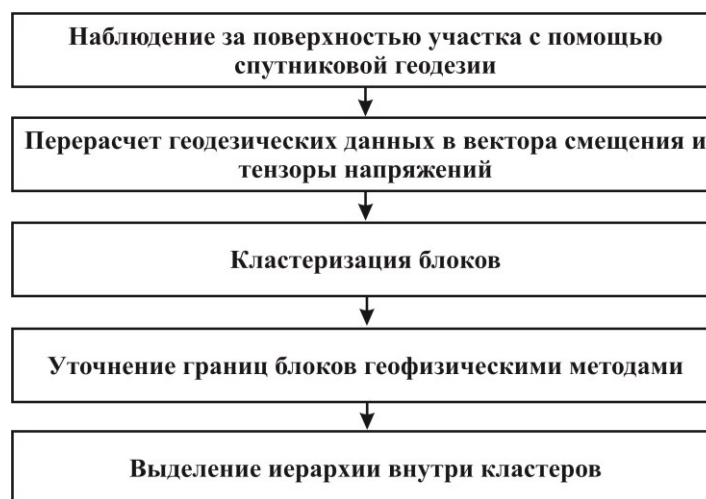 Наблюдение за поверхностью участка с помощью
спутниковой геодезии
Перерасчет геодезических данных в вектора смещения и
тензоры напряжений
Кластеризация блоков
Уточнение границ блоков геофизическими методами
Выделение иерархии внутри кластеров